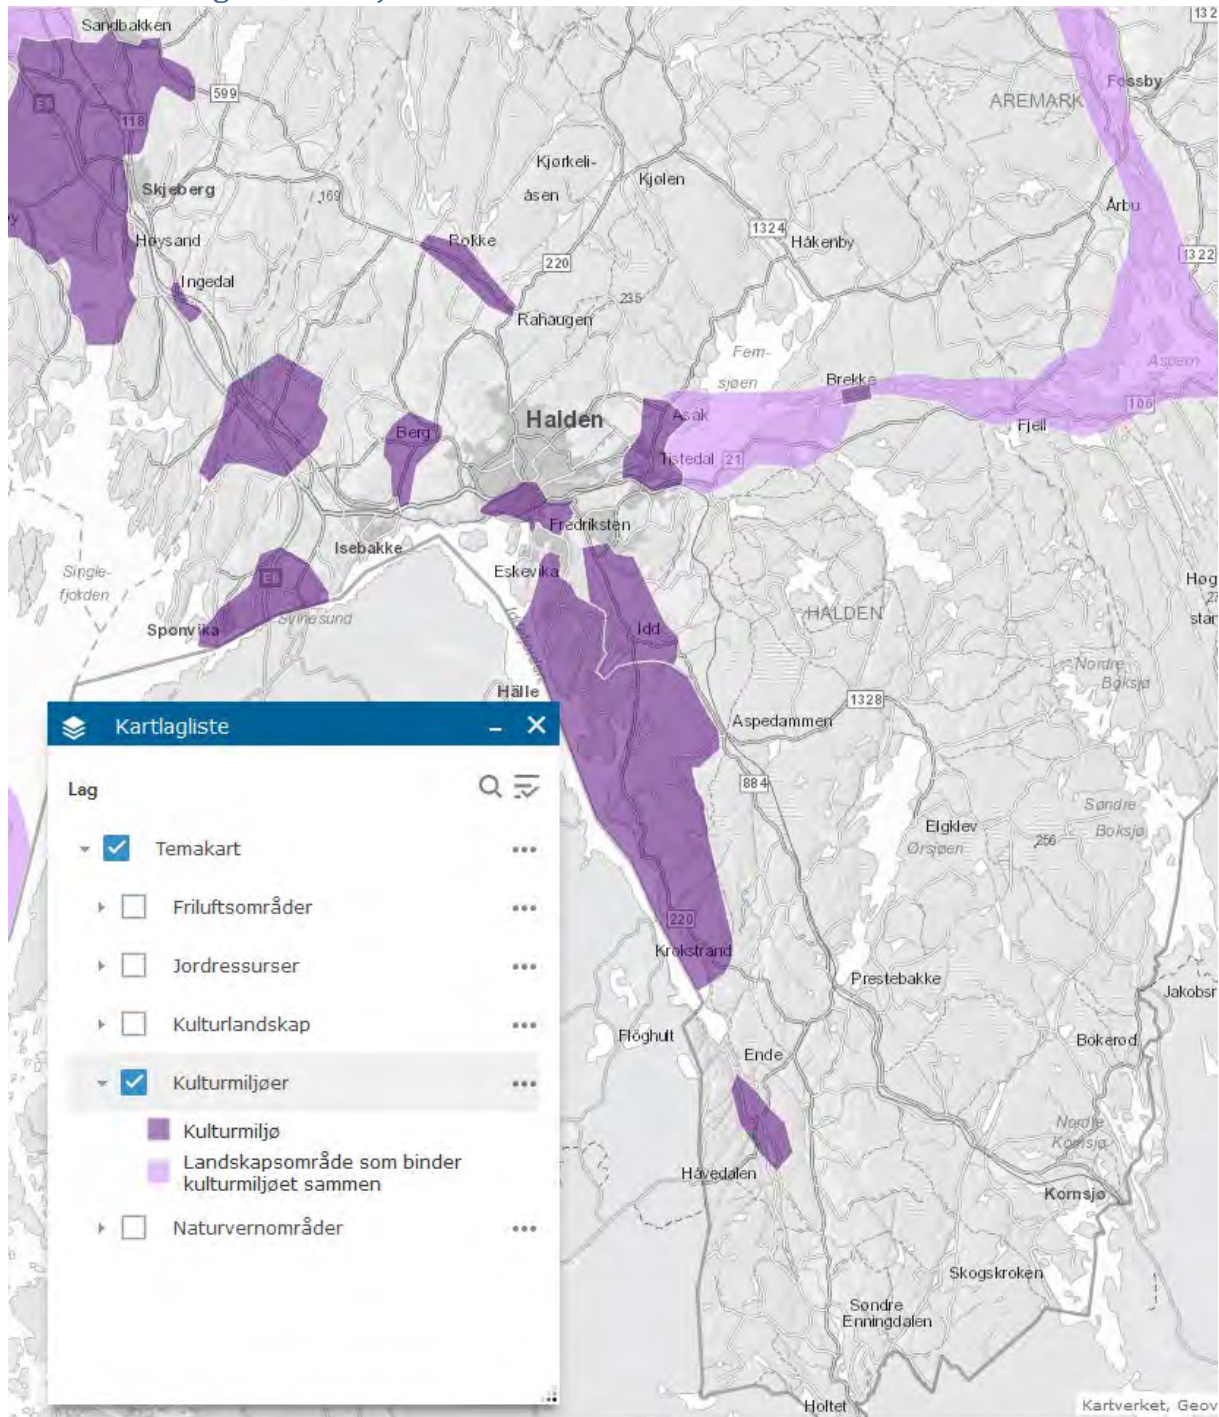 Sandbakken
132
599
E6
118
Fossby
AREMARK
Kjørkeli-
åsen
Kjølen
Skjeberg
169
Årbu
1324
Håkenby
Høysand
Rokke
220
1322
Ingedal
235
Rahaugen
Fem-
sjøen
Brekke
Aspern
106
Halden
Asak
Fjell
Berg
Tistedal
21
Fredriksten
Isebakke
Eskevika
Single-
fjorden
E6
Høg
Sponvika
Svinesund
Idd
HALDEN
star
Nordre
Boksjø
Hälle
1328
Aspedammen
Kartlagliste
Lag
884
Søndre
Boksjø
Elgklev
Ørsjøen
256
Temakart
Friluftsområder
220
Krokstrand
Jordressurser
Prestebakke
Jakobsr
Kulturlandskap
Flöghult
Ende
Bokerød
Kulturmiljøer
Nordre
Kornsjø
Kulturmiljø
Landskapsområde som binder
kulturmiljøet sammen
Håvedalen
Kornsjø
Naturvernområder
Skogskroken
Søndre
Enningdalen
Holtet
Kartverket, Geov